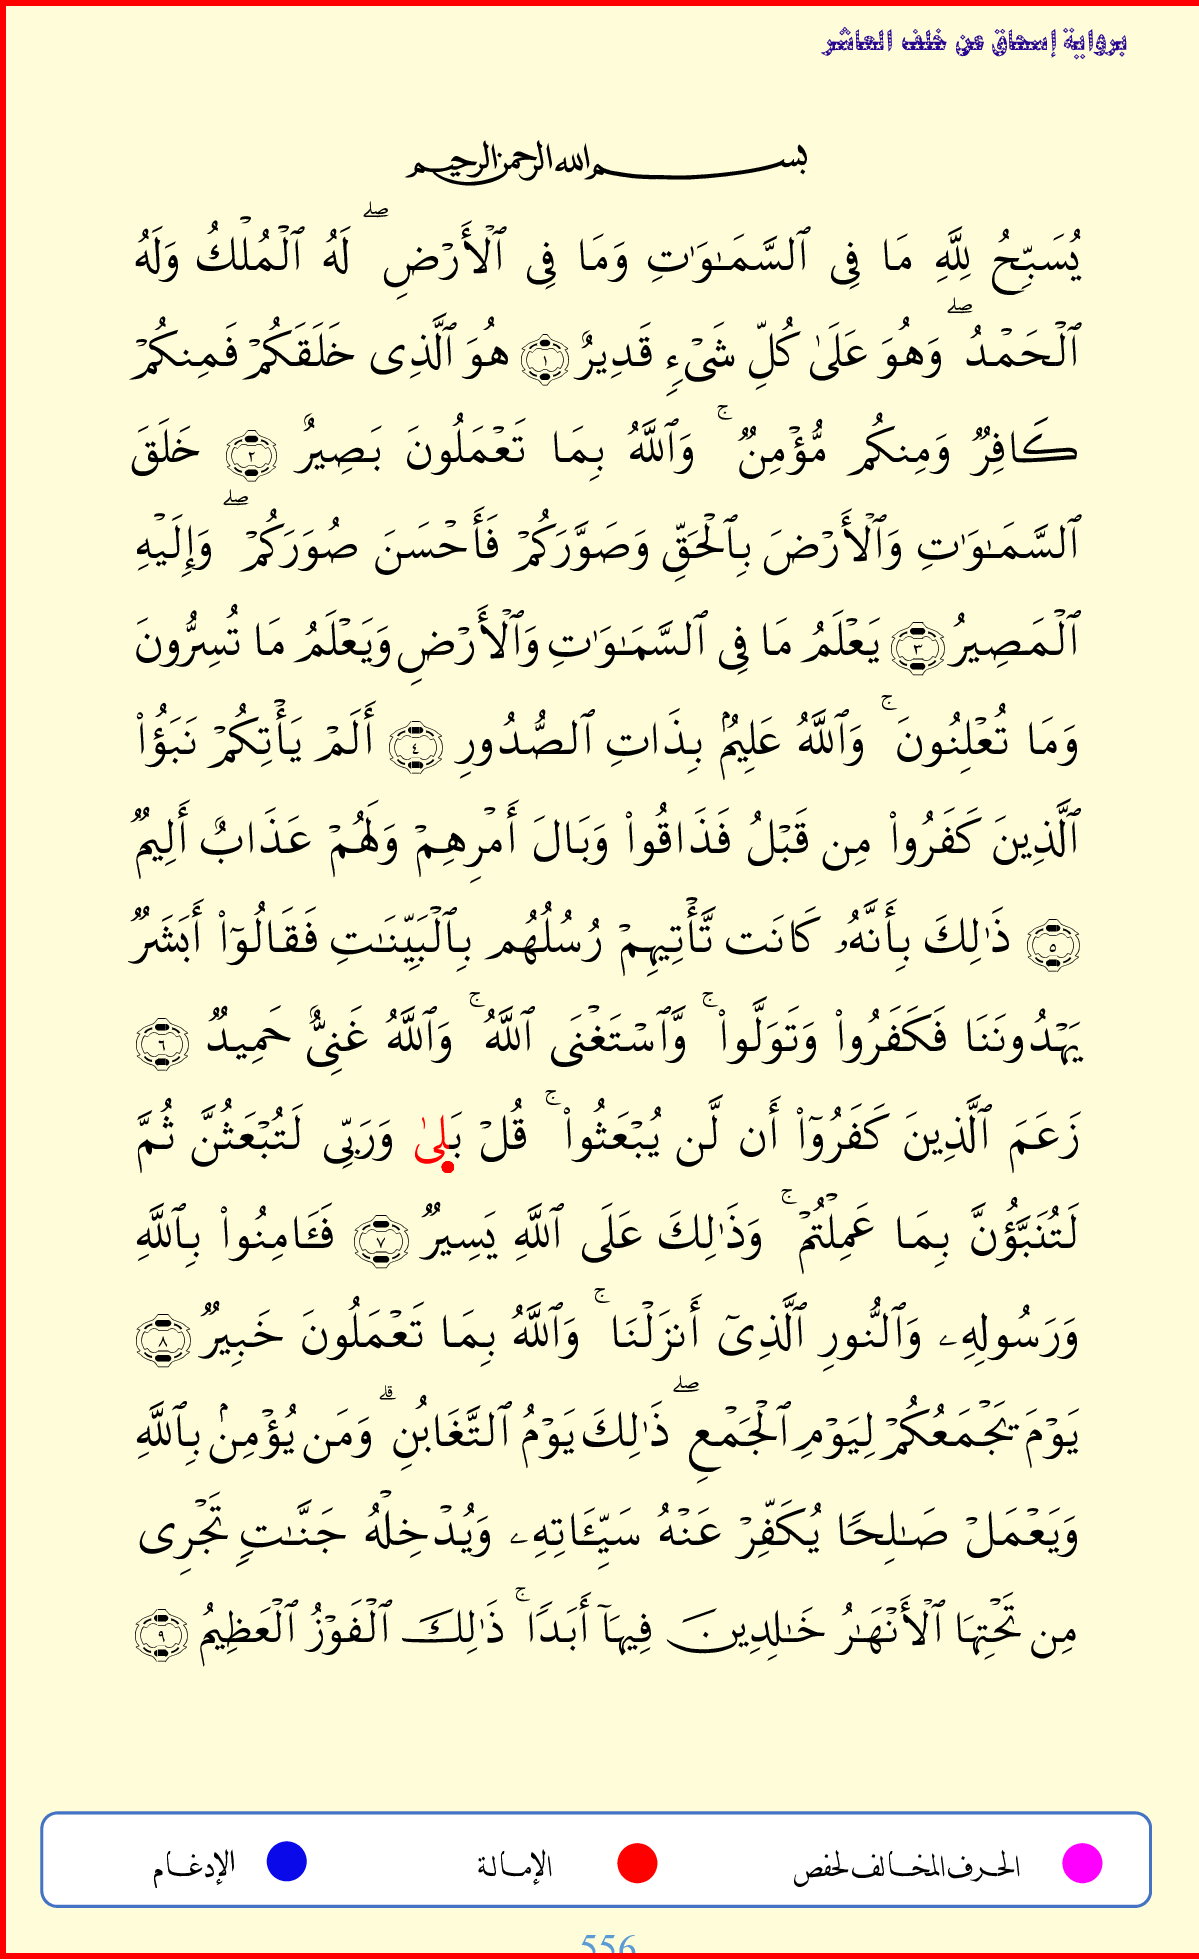 برواية إسحاق عن خلف العاشر
بسم الله الرحمن الرحيم
يُسَبِّحُ لِلَّهِ مَا فِى ٱلسَّمَـٰوَٰتِ وَمَا فِى ٱلْأَرْضِ ۖ لَهُ ٱلْمُلْكُ وَلَهُ
ٱلْحَمْدُ ۖ وَهُوَ عَلَىٰ كُلِّ شَىْءٍ قَدِيرٌ ١ هُوَ ٱلَّذِى خَلَقَكُمْ فَمِنكُمْ
كَافِرٌ وَمِنكُم مُّؤْمِنٌ ۚ وَٱللَّهُ بِمَا تَعْمَلُونَ بَصِيرٌ ٢ خَلَقَ
ٱلسَّمَـٰوَٰتِ وَٱلْأَرْضَ بِٱلْحَقِّ وَصَوَّرَكُمْ فَأَحْسَنَ صُوَرَكُمْ ۖ وَإِلَيْهِ
ٱلْمَصِيرُ ٣ يَعْلَمُ مَا فِى ٱلسَّمَـٰوَٰتِ وَٱلْأَرْضِ وَيَعْلَمُ مَا تُسِرُّونَ
وَمَا تُعْلِنُونَ ۚ وَٱللَّهُ عَلِيمٌۢ بِذَاتِ ٱلصُّدُورِ ٤ أَلَمْ يَأْتِكُمْ نَبَؤُا۟
ٱلَّذِينَ كَفَرُوا۟ مِن قَبْلُ فَذَاقُوا۟ وَبَالَ أَمْرِهِمْ وَلَهُمْ عَذَابٌ أَلِيمٌ
٥ ذَٰلِكَ بِأَنَّهُۥ كَانَت تَّأْتِيهِمْ رُسُلُهُم بِٱلْبَيِّنَـٰتِ فَقَالُوٓا۟ أَبَشَرٌ
يَهْدُونَنَا فَكَفَرُوا۟ وَتَوَلَّوا۟ ۚ وَّٱسْتَغْنَى ٱللَّهُ ۚ وَٱللَّهُ غَنِىٌّ حَمِيدٌ ٦
زَعَمَ ٱلَّذِينَ كَفَرُوٓا۟ أَن لَّن يُبْعَثُوا۟ ۚ قُلْ بَلَىٰ وَرَبِّى لَتُبْعَثُنَّ ثُمَّ
لَتُنَبَّؤُنَّ بِمَا عَمِلْتُمْ ۚ وَذَٰلِكَ عَلَى ٱللَّهِ يَسِيرٌ ٧ فَـَٔامِنُوا۟ بِٱللَّهِ
وَرَسُولِهِۦ وَٱلنُّورِ ٱلَّذِىٓ أَنزَلْنَا ۚ وَٱللَّهُ بِمَا تَعْمَلُونَ خَبِيرٌ ٨
يَوْمَ يَجْمَعُكُمْ لِيَوْمِ ٱلْجَمْعِ ۖ ذَٰلِكَ يَوْمُ ٱلتَّغَابُنِ ۗ وَمَن يُؤْمِنۢ بِٱللَّهِ
وَيَعْمَلْ صَـٰلِحًا يُكَفِّرْ عَنْهُ سَيِّـَٔاتِهِۦ وَيُدْخِلْهُ جَنَّـٰتٍ تَجْرِى
مِن تَحْتِهَا ٱلْأَنْهَـٰرُ خَـٰلِدِينَ فِيهَآ أَبَدًا ۚ ذَٰلِكَ ٱلْفَوْزُ ٱلْعَظِيمُ ٩
الحرف المخالف لحفص الإمالة الإدغام
556